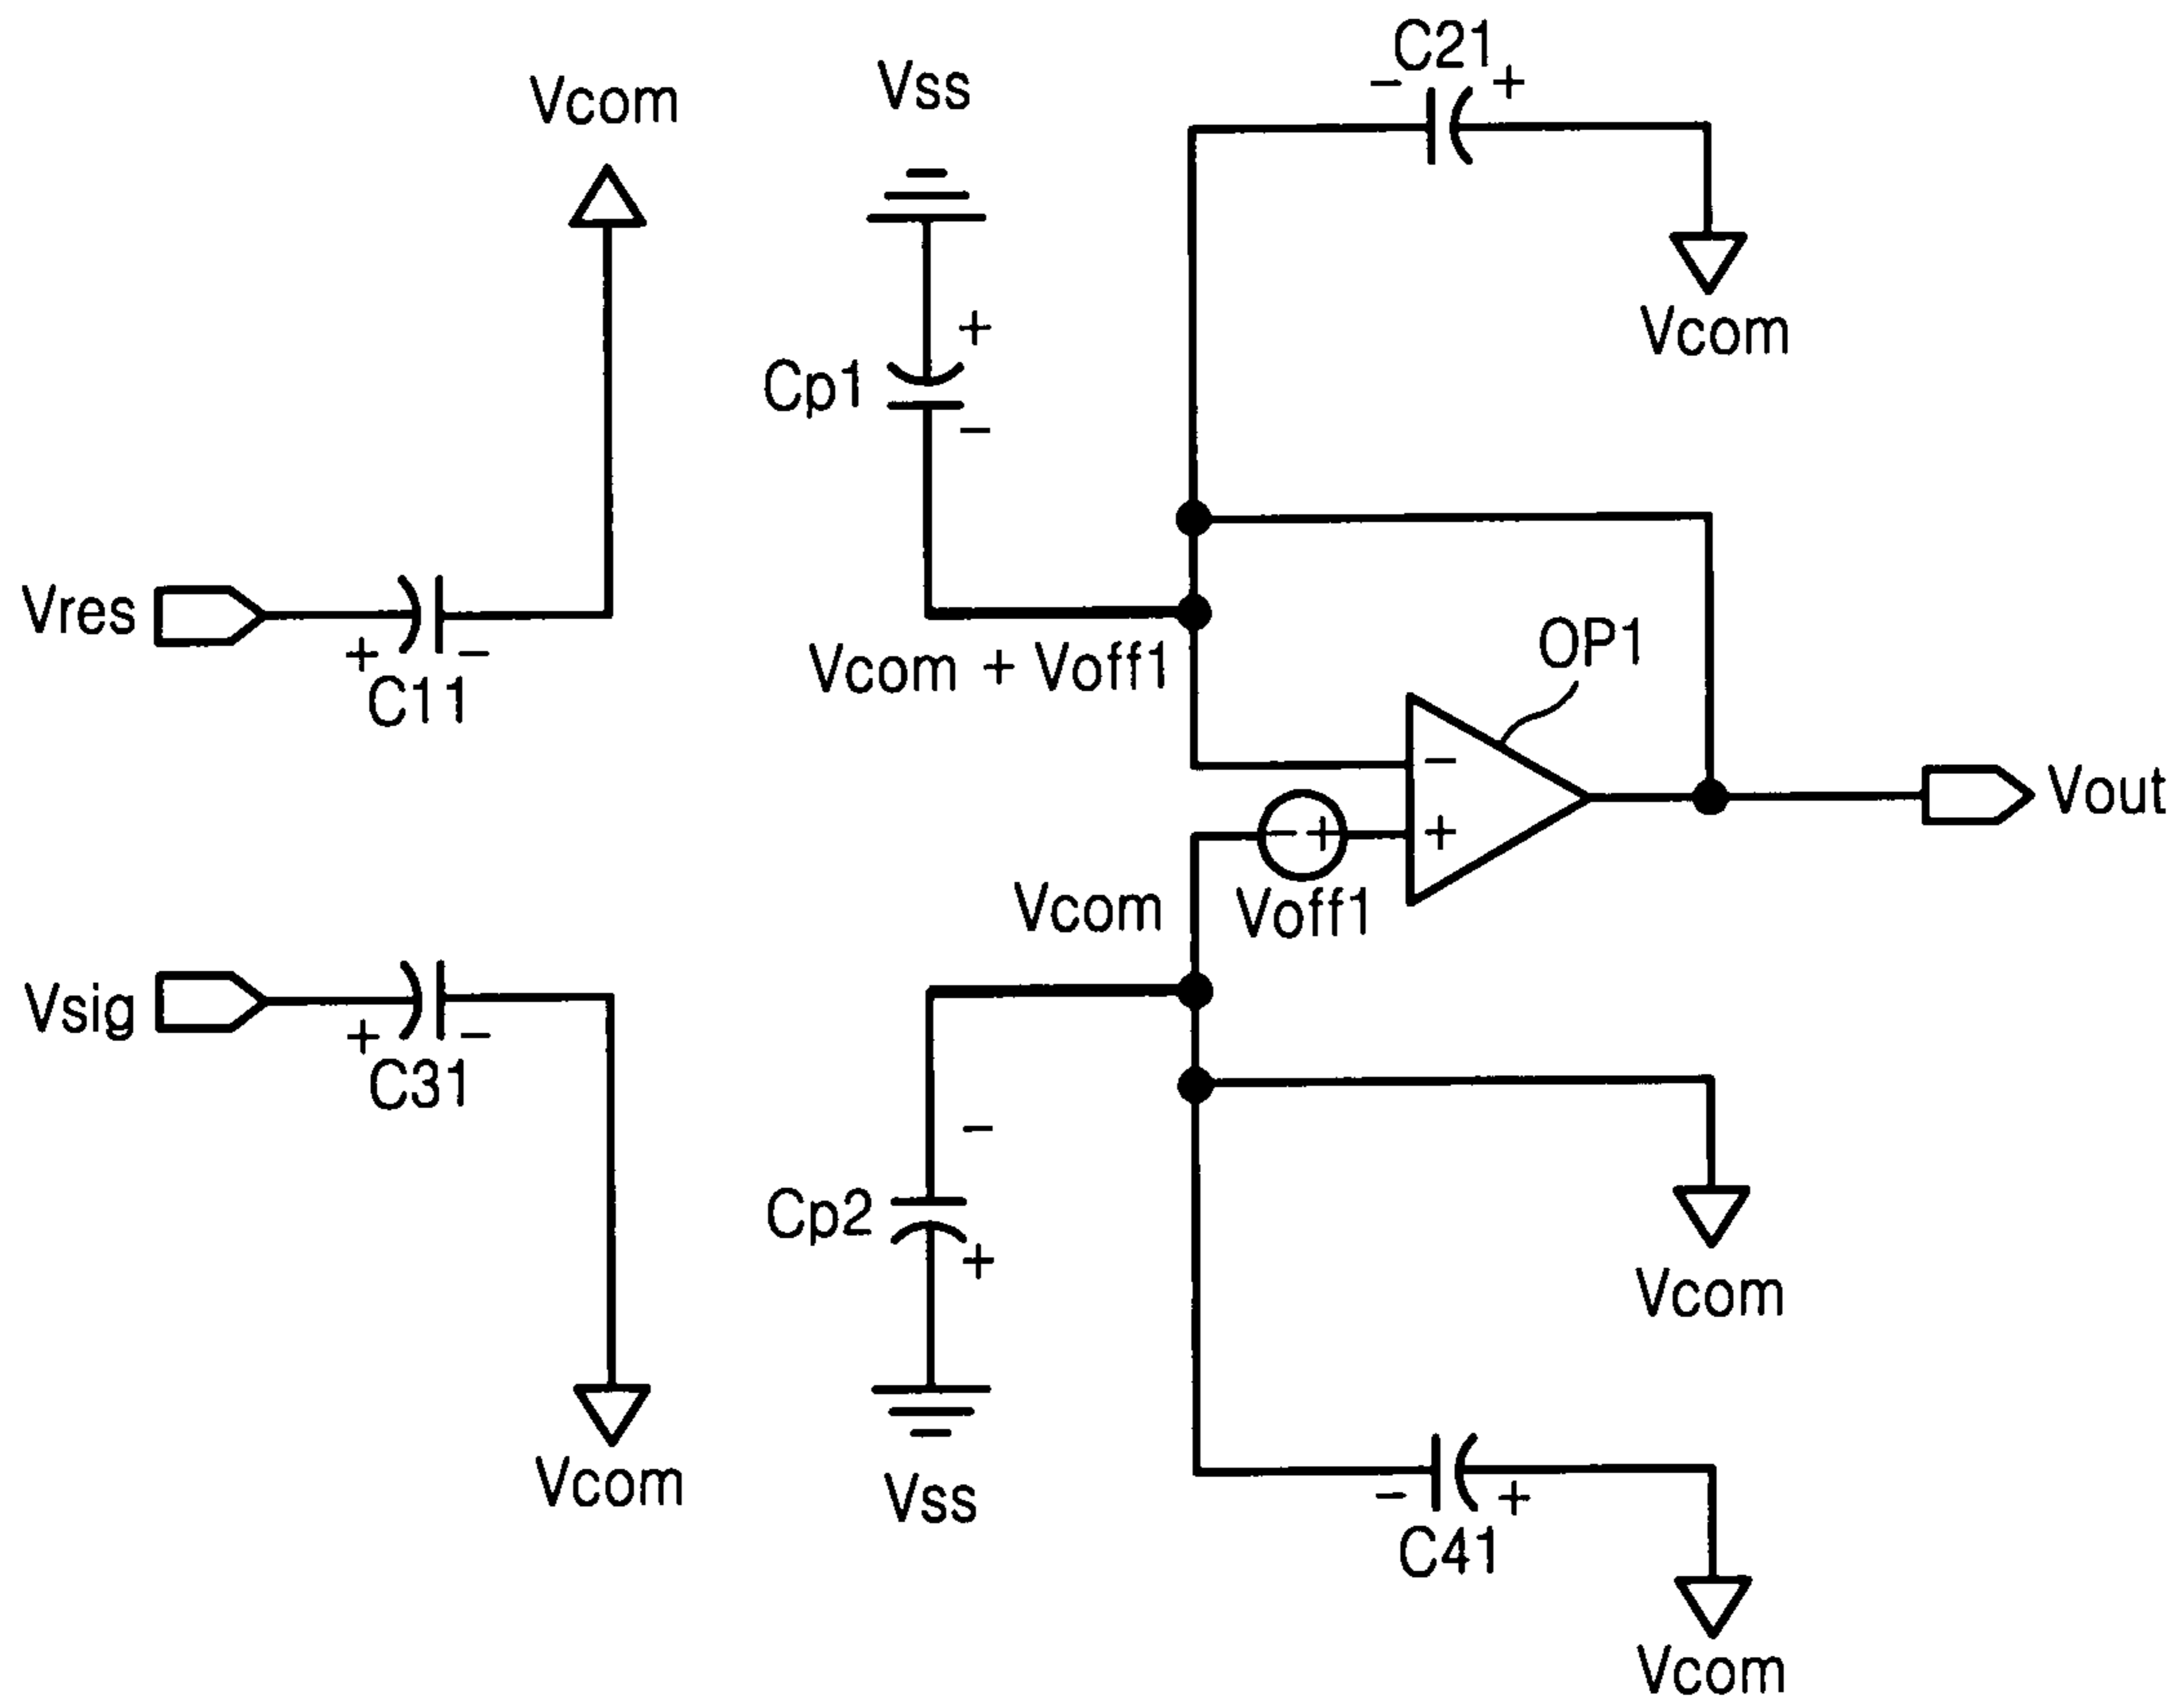 C21
- +
Vss
Vcom
Vcom
+
Cp1
-
Vres
+ -
C11
Vcom + Voff1
OP1
-
+
- +
Vout
Vcom
Voff1
Vsig
+ -
C31
-
Cp2
+
Vcom
Vcom
Vss
- +
C41
Vcom